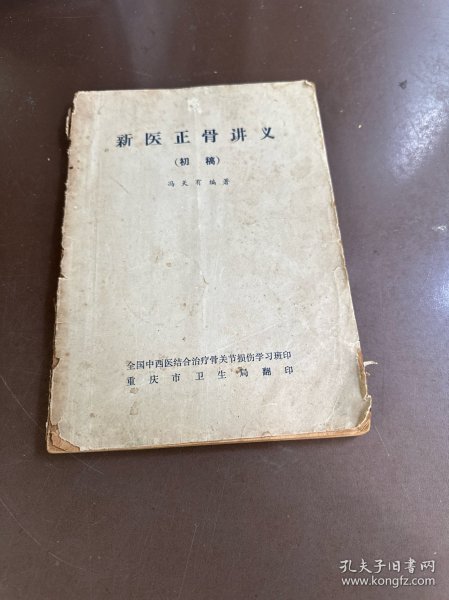 新医正骨讲义
(初稿)
冯天有编著
全国中西医结合治疗骨关节损伤学习班印
重庆市卫生局翻印
孔夫子旧书网
www.kongfz.com